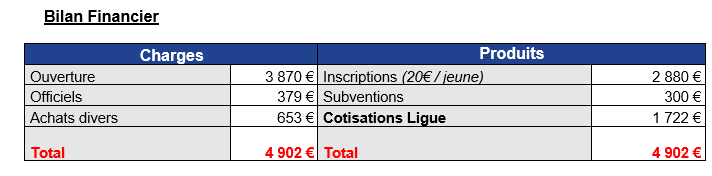 Bilan Financier
Charges Produits
Ouverture 3 870 € Inscriptions (20€ / jeune) 2 880 €
Officiels 379 € Subventions 300 €
Achats divers 653 € Cotisations Ligue 1 722 €
Total 4 902 € Total 4 902 €